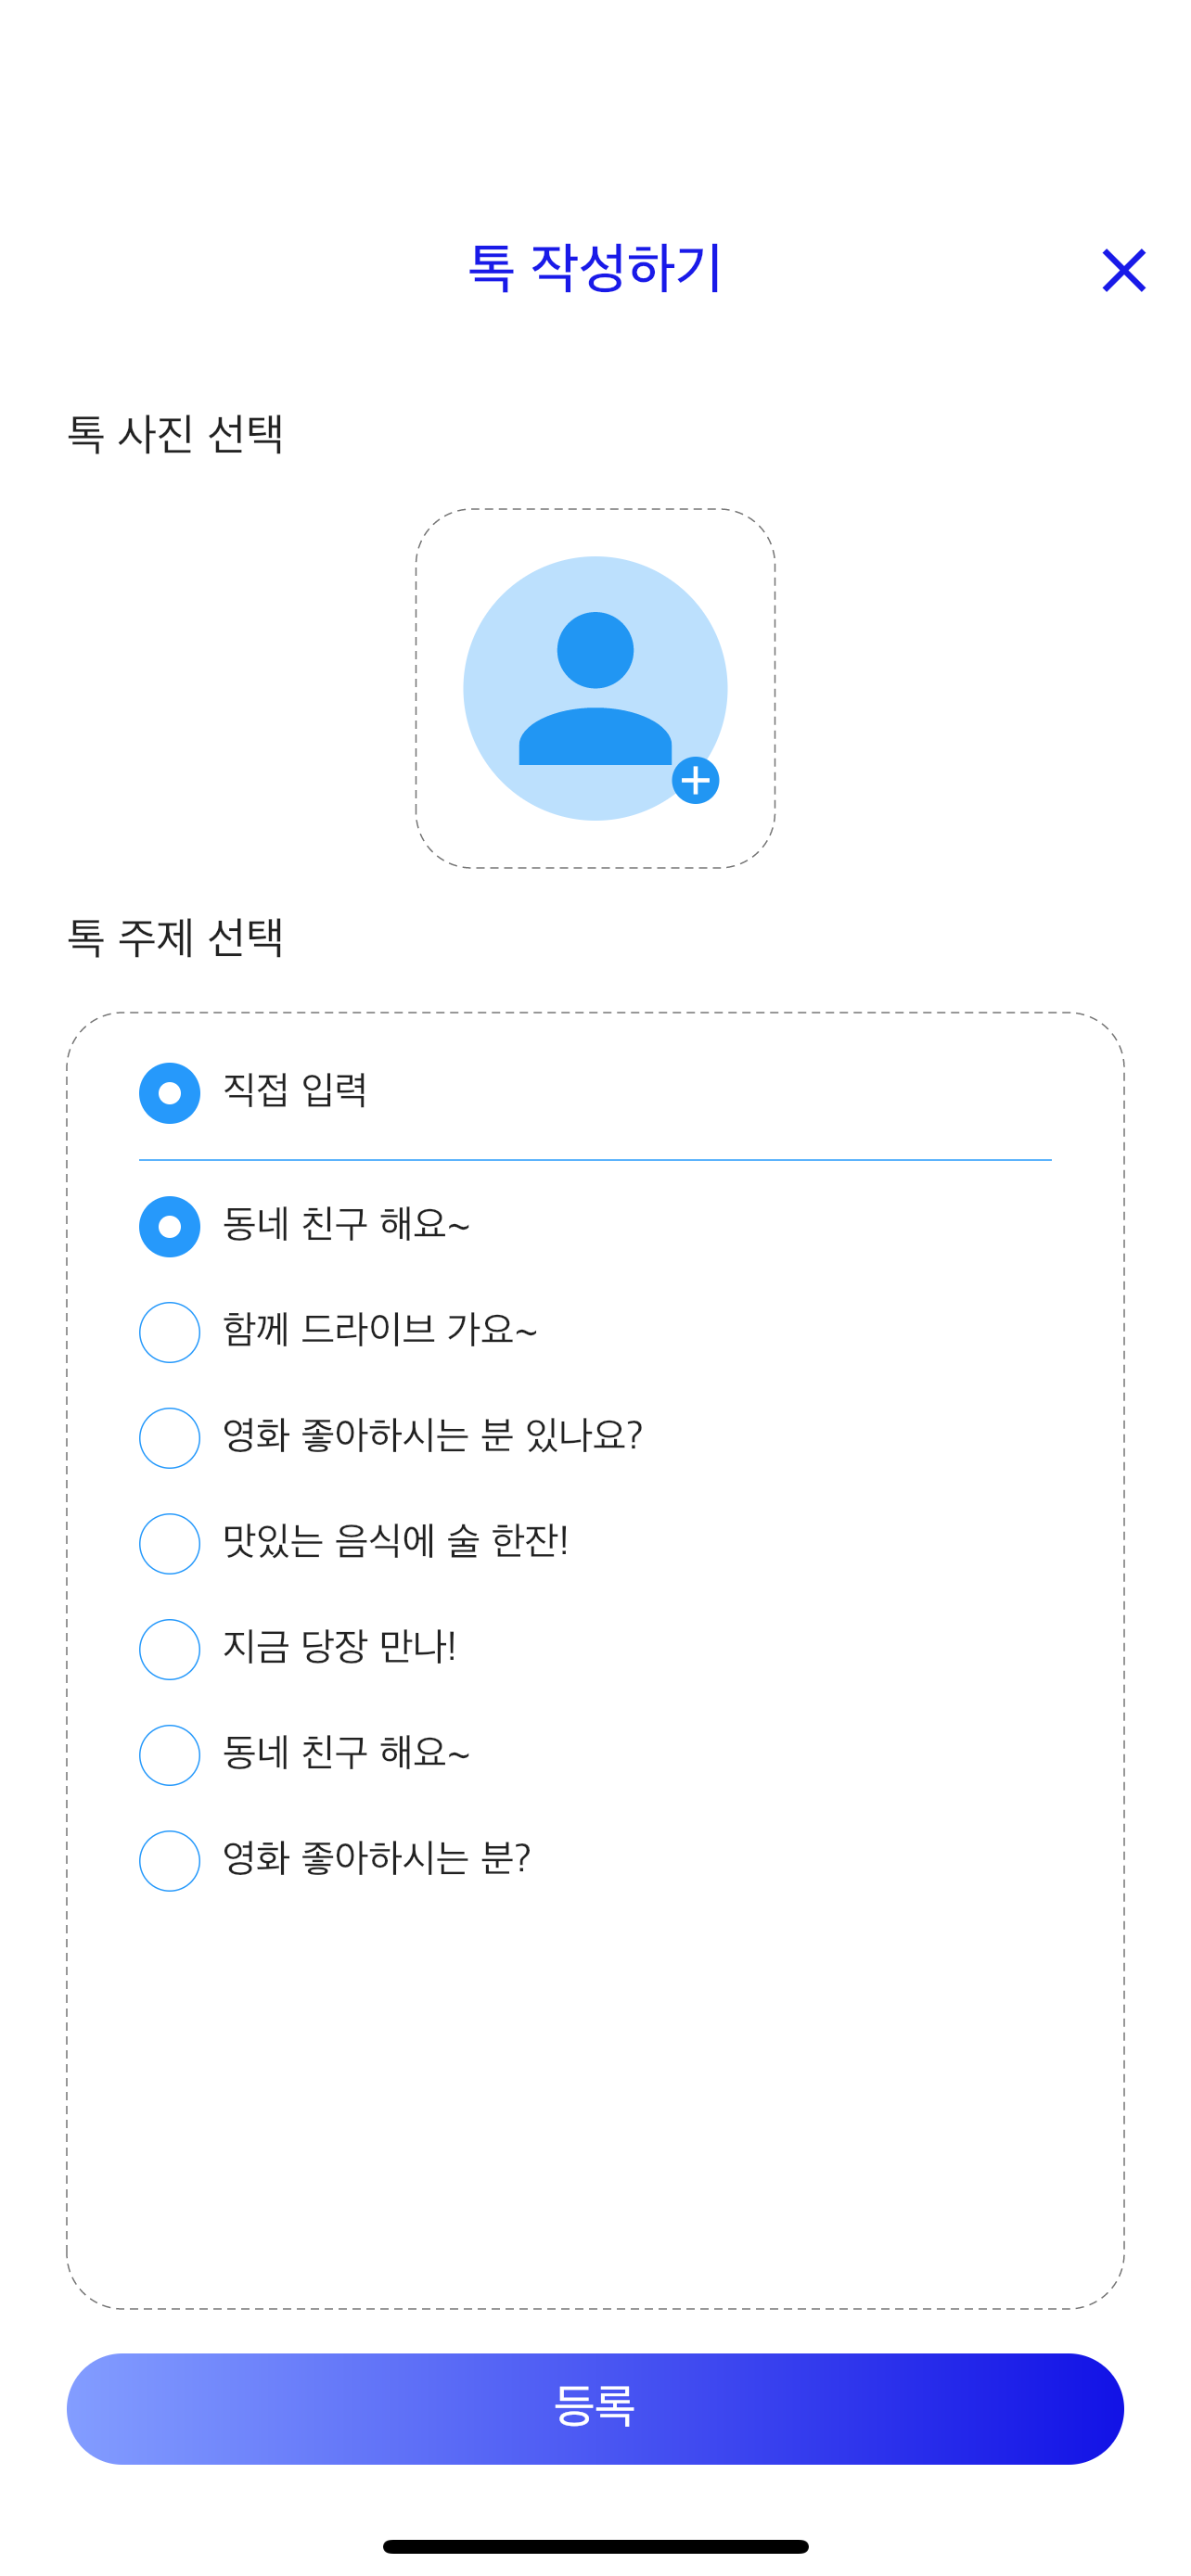 톡 작성하기
톡 사진 선택
톡 주제 선택
직접 입력
동네 친구 해요~
함께 드라이브 가요~
영화 좋아하시는 분 있나요?
맛있는 음식에 술 한잔!
지금 당장 만나!
동네 친구 해요~
영화 좋아하시는 분?
등록